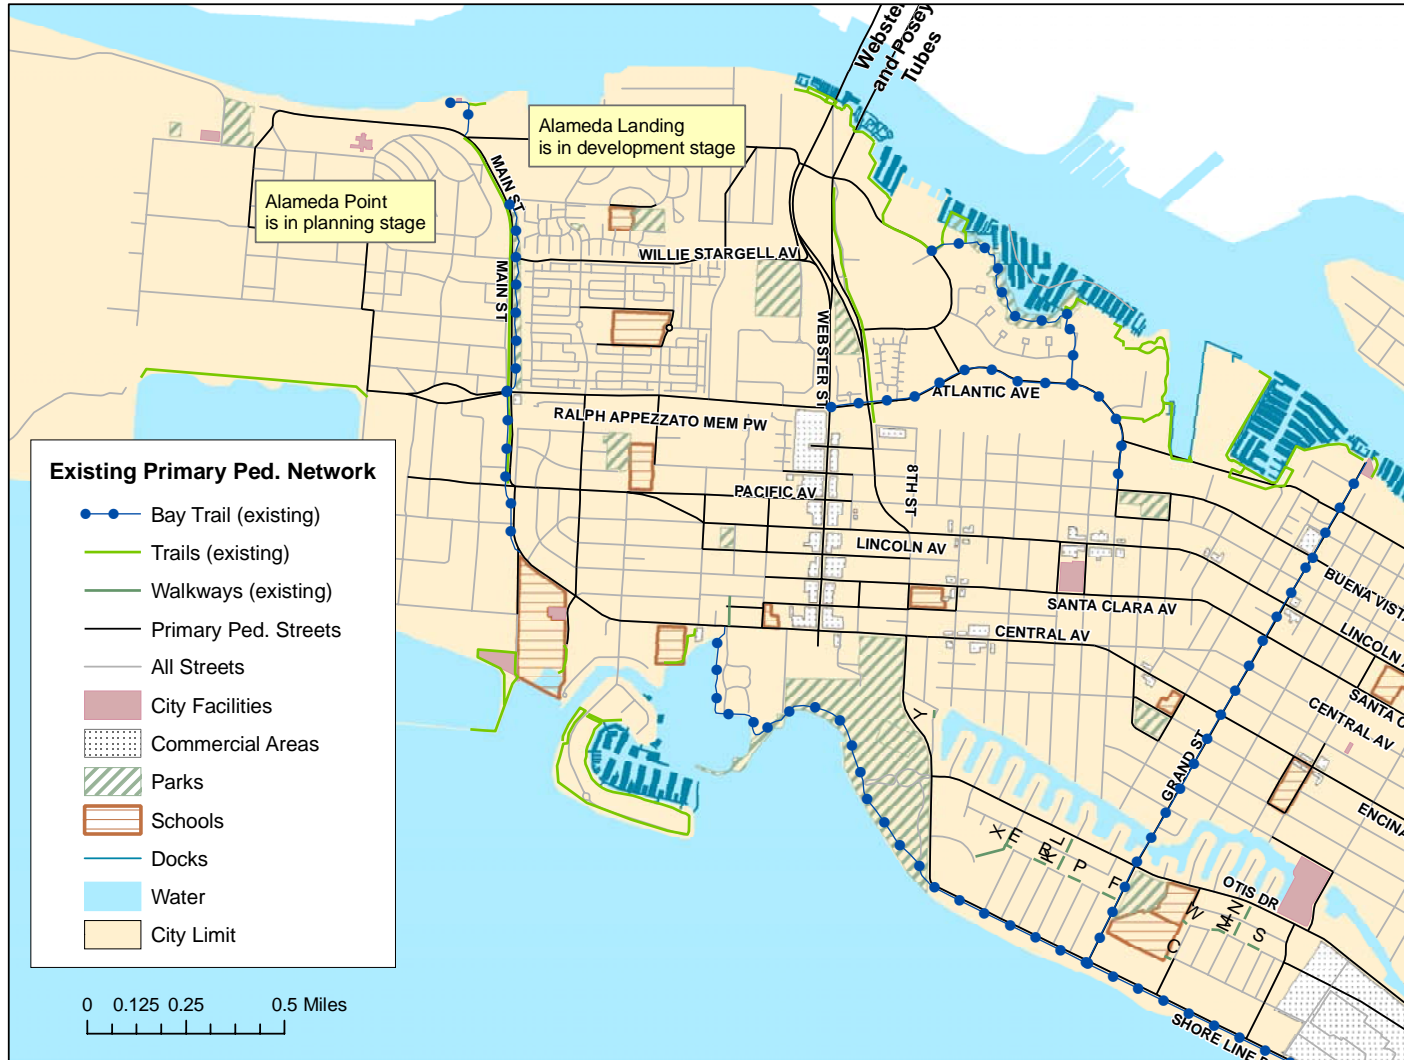 Webster
and Posey
Tubes
Alameda Landing
is in development stage
MAIN ST
Alameda Point
is in planning stage
WILLIE STARGELL AV
MAIN ST
WEBSTER ST
ATLANTIC AVE
RALPH APPEZZATO MEM PW
8TH ST
PACIFIC AV
LINCOLN AV
SANTA CLARA AV
CENTRAL AV
BUENA VISTA
LINCOLN
SANTA C
CENTRAL AV
GRAND ST
ENCINA
Y
X
E
B
K
L
P
F
OTIS DR
W
M
N
S
C
SHORE LINE
Existing Primary Ped. Network
Bay Trail (existing)
Trails (existing)
Walkways (existing)
Primary Ped. Streets
All Streets
City Facilities
Commercial Areas
Parks
Schools
Docks
Water
City Limit
0 0.125 0.25 0.5 Miles